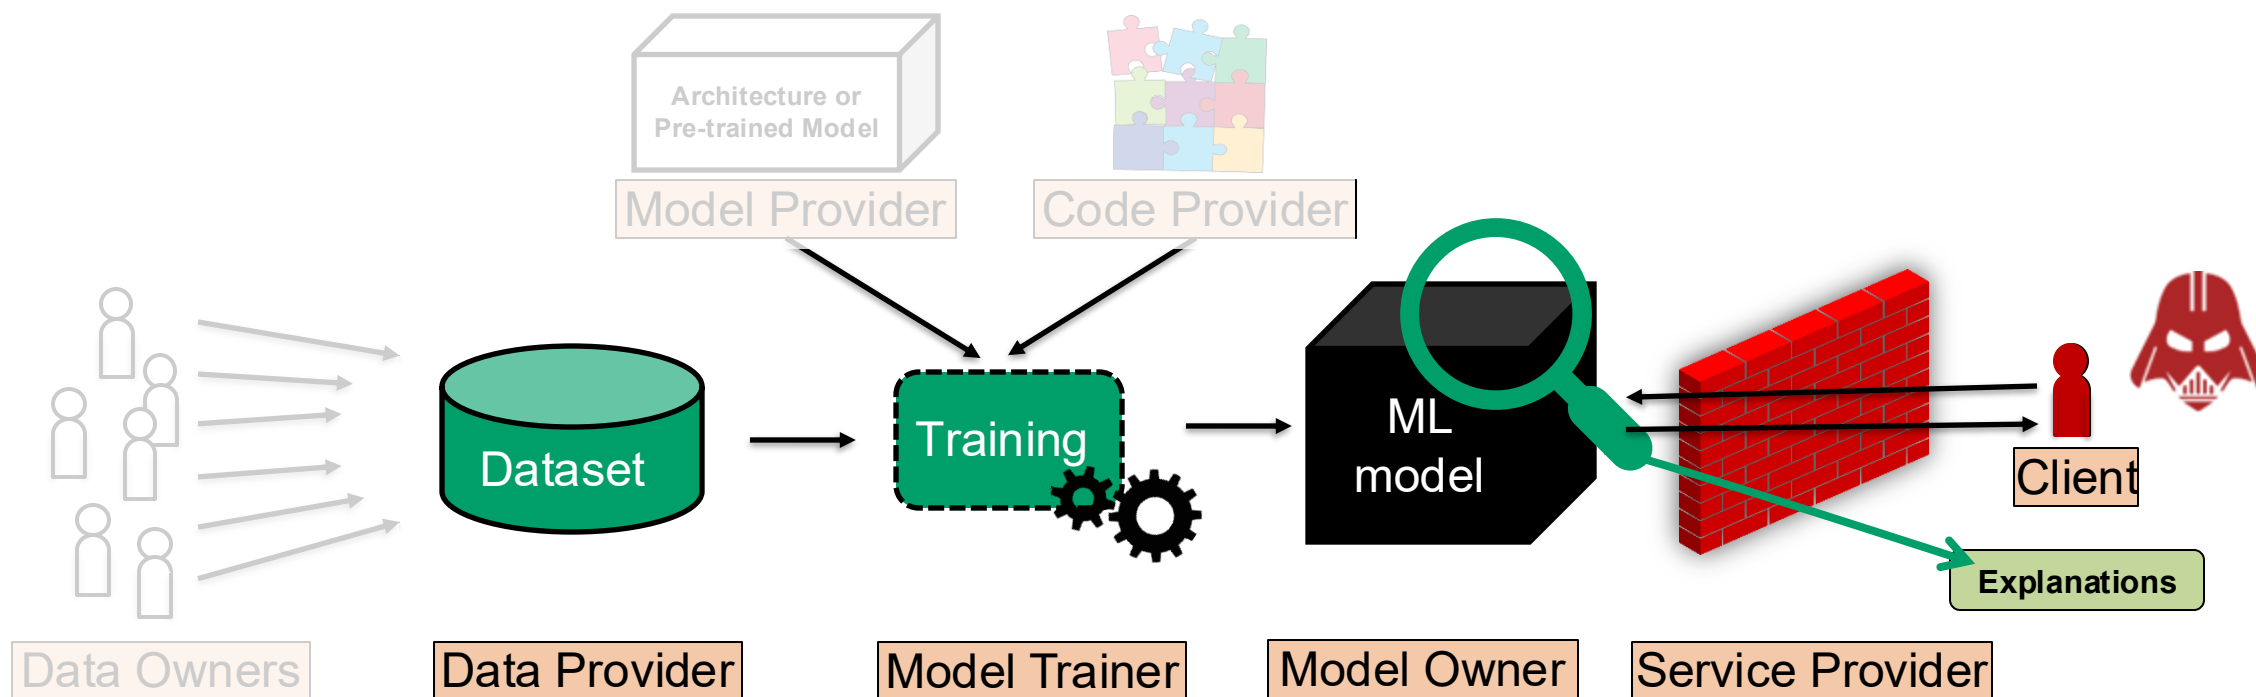 Architecture or
Pre-trained Model
Model Provider
Code Provider
Dataset
Training
ML
model
Client
Explanations
Data Owners
Data Provider
Model Trainer
Model Owner
Service Provider